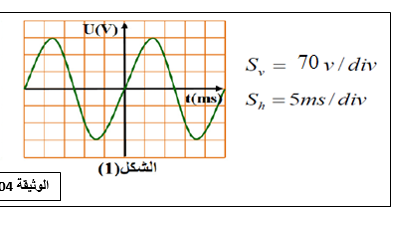 U(V)
t(ms)
S_v = 70 v / div
S_h = 5ms / div
الشكل(1)
الوثيقة 04